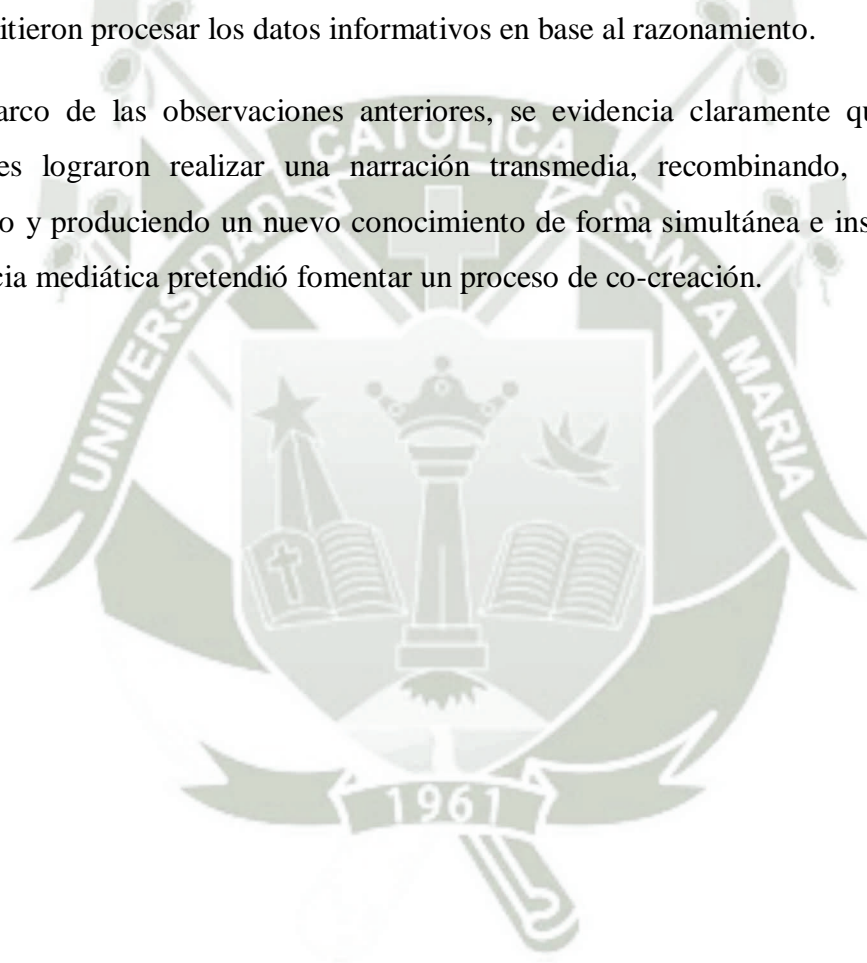 itieron procesar los datos informativos en base al razonamiento.
arco de las observaciones anteriores, se evidencia claramente qu
es lograron realizar una narración transmedia, recombinando,
o y produciendo un nuevo conocimiento de forma simultánea e ins
cia mediática pretendió fomentar un proceso de co-creación.
UNIVERSIDAD CATOLICA SANTA MARIA
1961